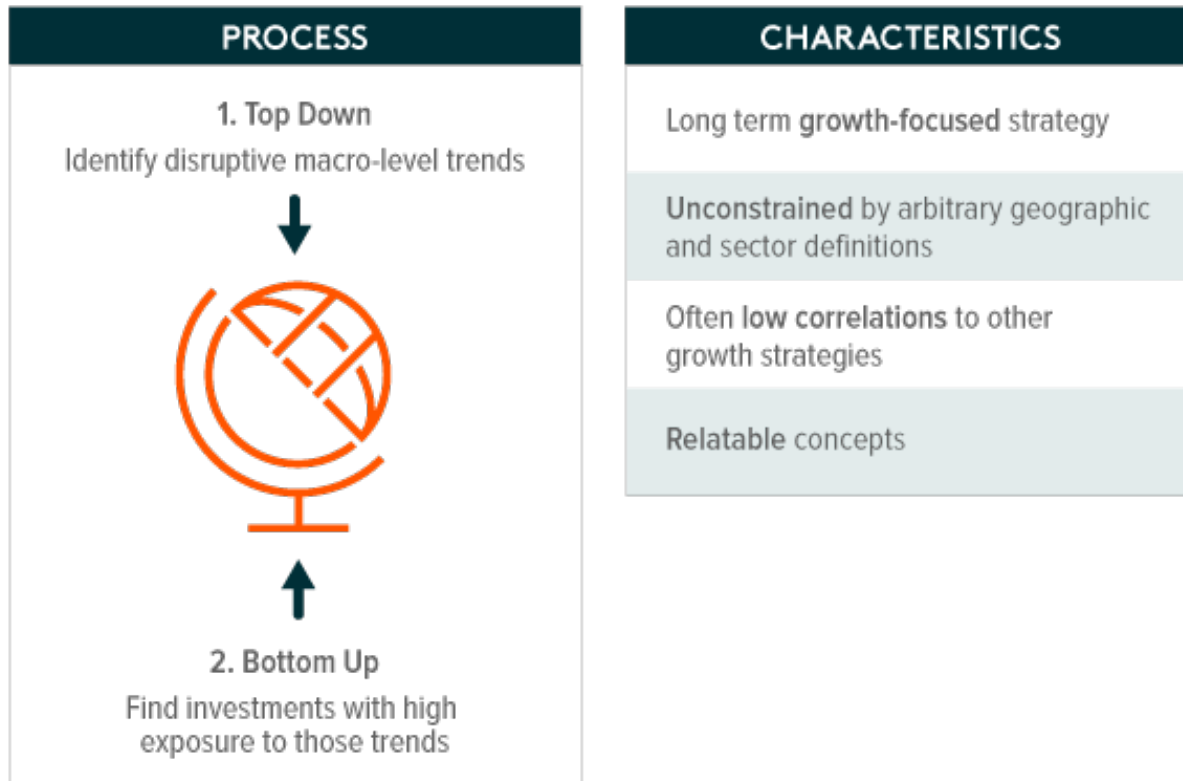 PROCESS
1. Top Down
Identify disruptive macro-level trends
2. Bottom Up
Find investments with high
exposure to those trends
CHARACTERISTICS
Long term growth-focused strategy
Unconstrained by arbitrary geographic
and sector definitions
Often low correlations to other
growth strategies
Relatable concepts